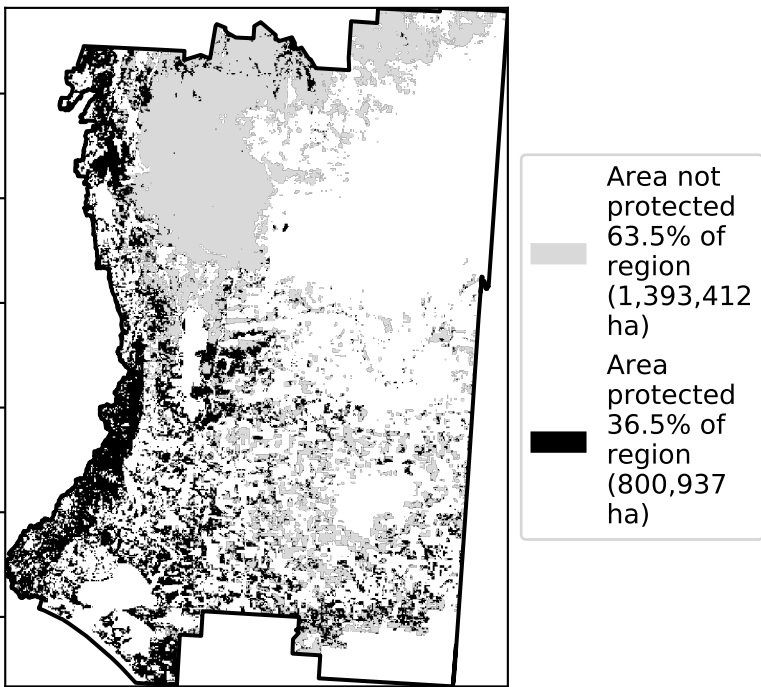 Area not
protected
63.5% of
region
(1,393,412
ha)
Area
protected
36.5% of
region
(800,937
ha)